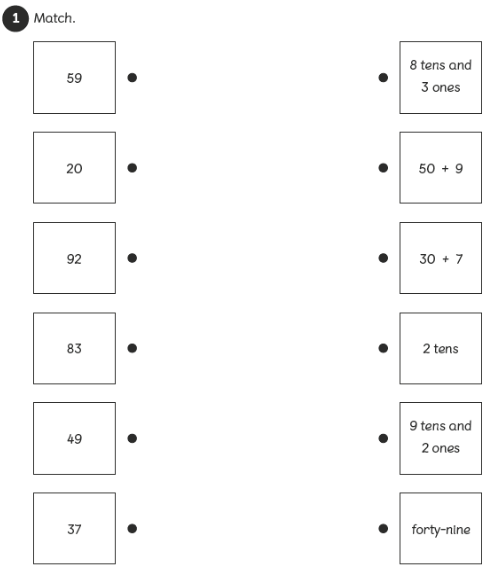 1 Match.
59
8 tens and
3 ones
20
50 + 9
92
30 + 7
83
2 tens
49
9 tens and
2 ones
37
forty-nine